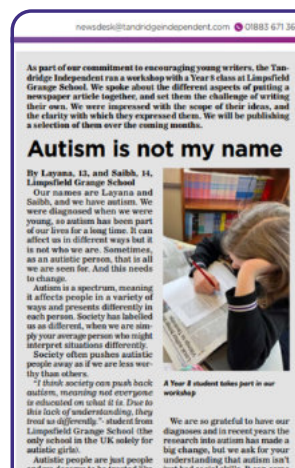 newsdesk@tandridgeindependent.com 01883 671 36
As part of our commitment to encouraging young writers, the Tan-
dridge Independent ran a workshop with a Year 8 class at Limpsfield
Grange School. We spoke about the different aspects of putting a
newspaper article together, and set them the challenge of writing
their own. We were impressed with the scope of their ideas, and
the clarity with which they expressed them. We will be publishing
a selection of them over the coming months.
Autism is not my name
By Layana, 13, and Saibh, 14,
Limpsfield Grange School
Our names are Layana and
Saibh, and we have autism. We
were diagnosed when we were
young, so autism has been part
of our lives for a long time. It can
affect us in different ways but it
is not who we are. Sometimes,
as an autistic person, that is all
we are seen for. And this needs
to change.
Autism is a spectrum, meaning
it affects people in a variety of
ways and presents differently in
each person. Society has labelled
us as different, when we are sim-
ply your average person who might
interpret situations differently.
Society often pushes autistic
people away as if we are less wor-
thy than others.
"I think society can push back
autism, meaning not everyone
is educated on what it is. Due to
this lack of understanding, they
treat us differently."- student from
Limpsfield Grange School (the
only school in the UK solely for
autistic girls).
Autistic people are just people
A Year 8 student takes part in our
workshop
We are so grateful to have our
diagnoses and in recent years the
research into autism has made a
big change, but we ask for your
understanding that autism isn't